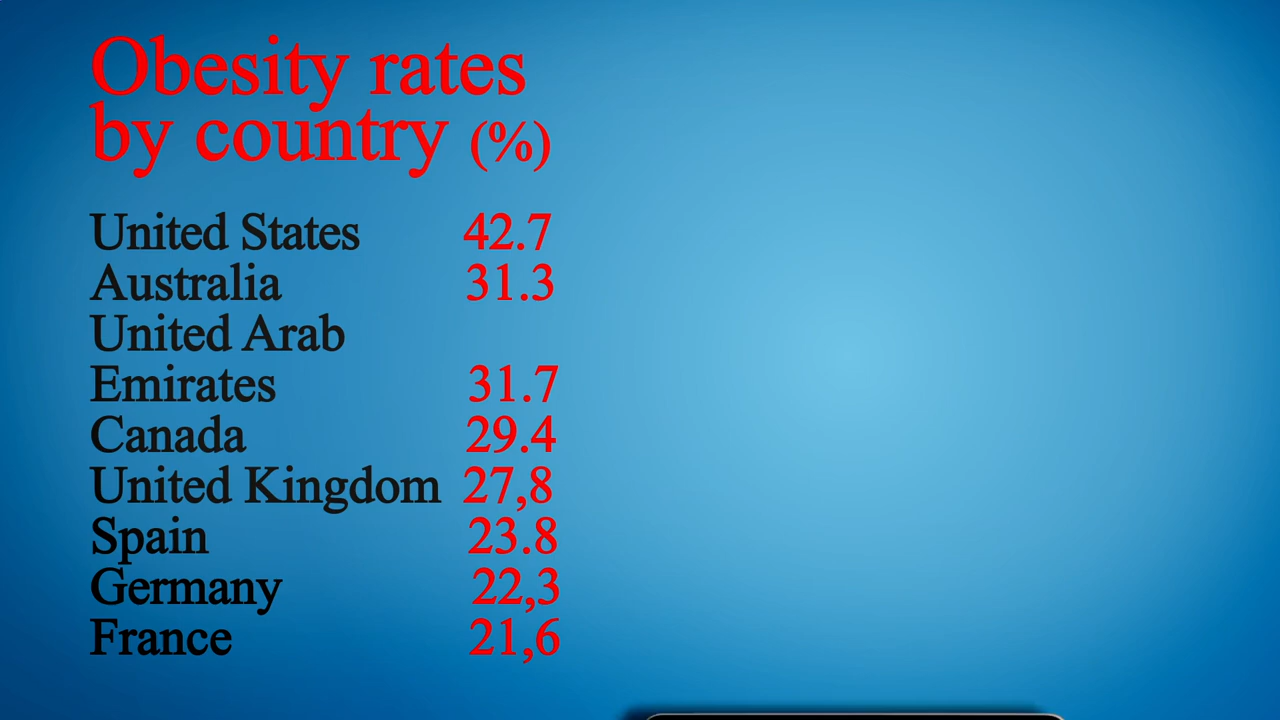 Obesity rates
by country (%)
United States 42.7
Australia 31.3
United Arab
Emirates 31.7
Canada 29.4
United Kingdom 27,8
Spain 23.8
Germany 22,3
France 21,6